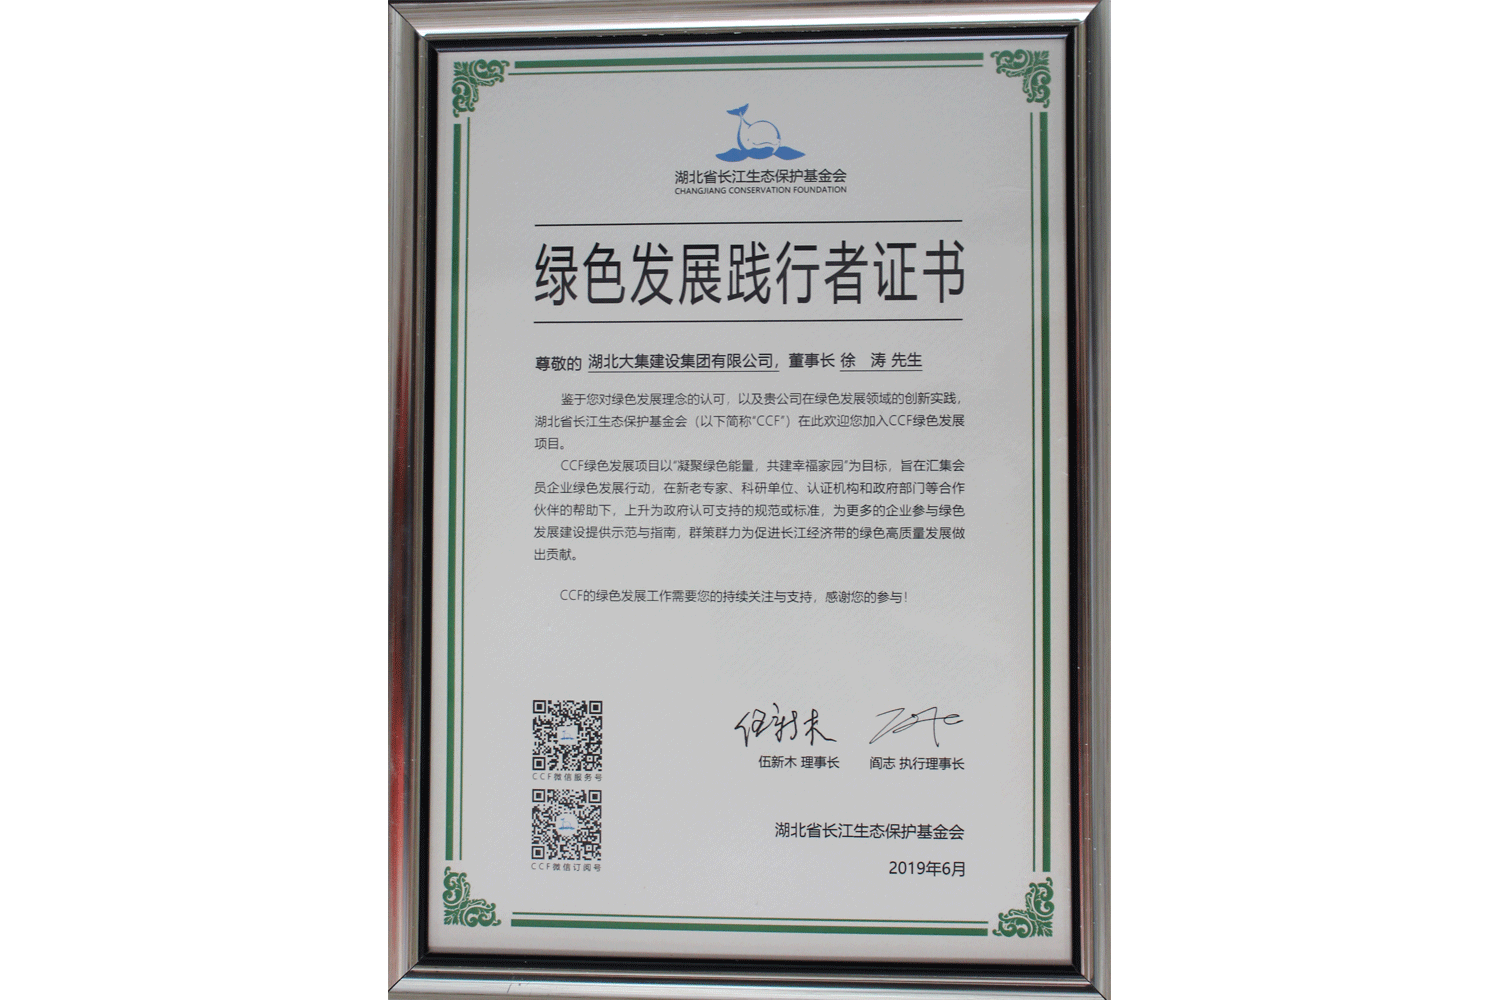 湖北省长江生态保护基金会
CHANGJIANG CONSERVATION FOUNDATION
绿色发展践行者证书
尊敬的 湖北大集建设集团有限公司，董事长 徐 涛 先生
鉴于您对绿色发展理念的认可，以及贵公司在绿色发展领域的创新实践，
湖北省长江生态保护基金会（以下简称“CCF”）在此欢迎您加入CCF绿色发展
项目。
CCF绿色发展项目以“凝聚绿色能量，共建幸福家园”为目标，旨在汇集会
员企业绿色发展行动，在新老专家、科研单位、认证机构和政府部门等合作
伙伴的帮助下，上升为政府认可支持的规范或标准，为更多的企业参与绿色
发展建设提供示范与指南，群策群力为促进长江经济带的绿色高质量发展做
出贡献。
CCF的绿色发展工作需要您的持续关注与支持，感谢您的参与！
伍新木
伍新木 理事长
阎志 执行理事长
CCF微信服务号
CCF微信订阅号
湖北省长江生态保护基金会
2019年6月